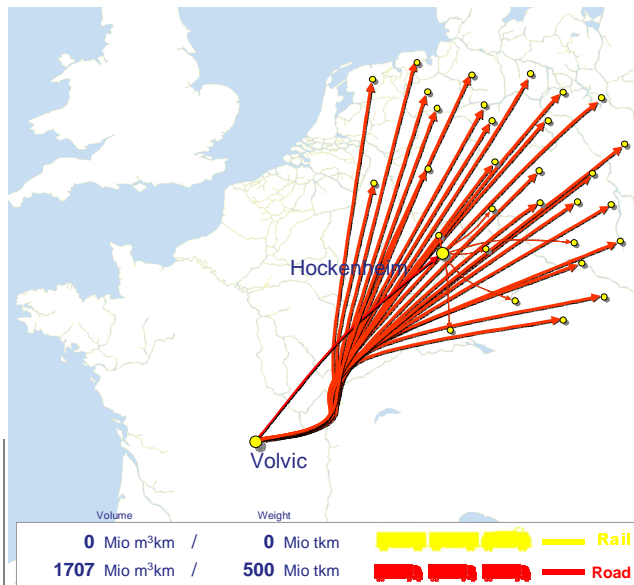 Hockenheim
Volvic
Volume Weight
0 Mio m³km / 0 Mio tkm Rail
1707 Mio m³km / 500 Mio tkm Road